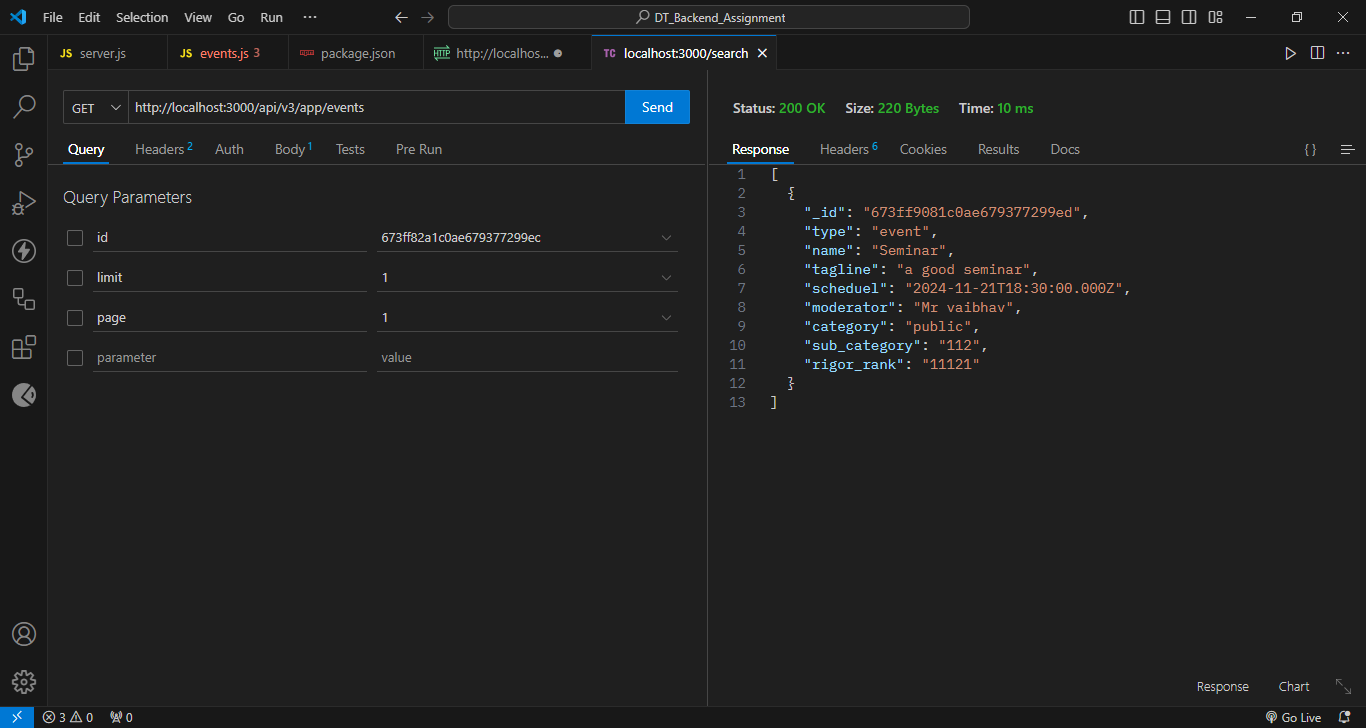 File Edit Selection View Go Run ··· DT_Backend_Assignment
JS server.js JS events.js 3 package.json HTTP http://localhos... TC localhost:3000/search
GET http://localhost:3000/api/v3/app/events Send
Query Headers 2 Auth Body 1 Tests Pre Run
Query Parameters
id 673ff82a1c0ae679377299ec
limit 1
page 1
parameter value
Status: 200 OK Size: 220 Bytes Time: 10 ms
Response Headers 6 Cookies Results Docs { }
1 [
2 {
3 "_id": "673ff9081c0ae679377299ed",
4 "type": "event",
5 "name": "Seminar",
6 "tagline": "a good seminar",
7 "scheduel": "2024-11-21T18:30:00.000Z",
8 "moderator": "Mr vaibhav",
9 "category": "public",
10 "sub_category": "112",
11 "rigor_rank": "11121"
12 }
13 ]
Response Chart
3 0 0 Go Live